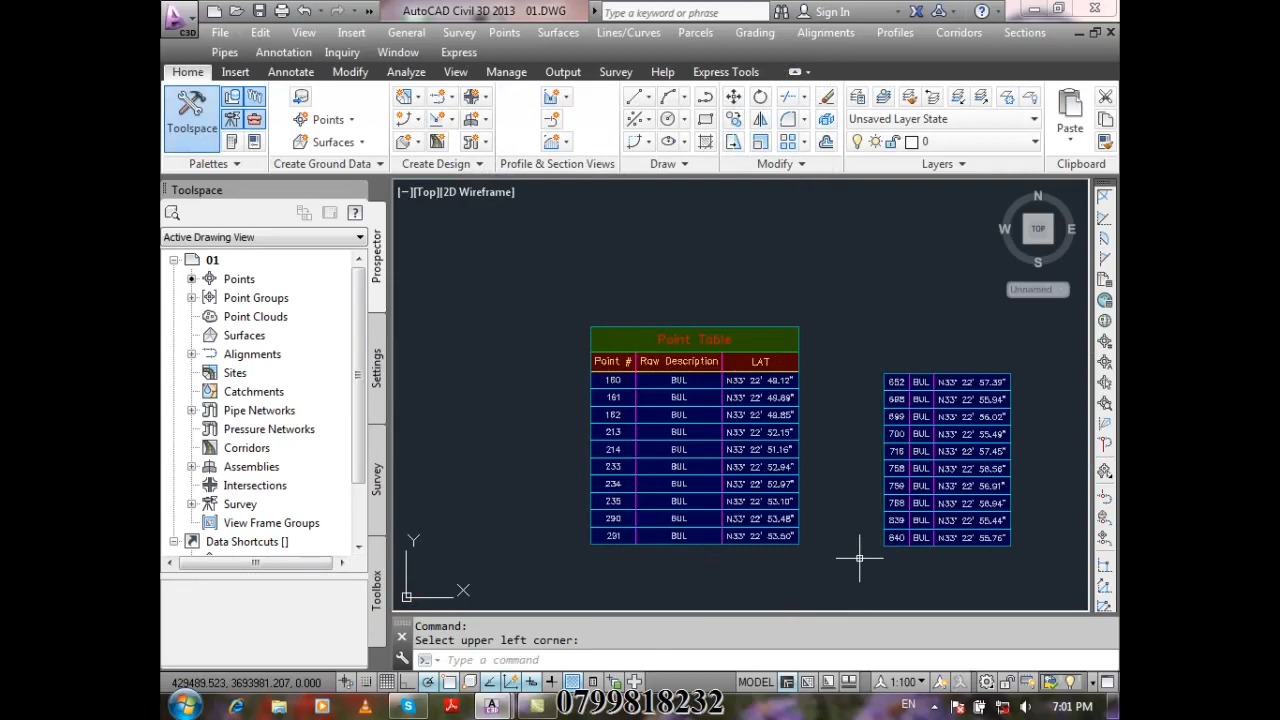 AutoCAD Civil 3D 2013 01.DWG
Type a keyword or phrase
Sign In
C3D
File Edit View Insert General Survey Points Surfaces Lines/Curves Parcels Grading Alignments Profiles Corridors Sections
Pipes Annotation Inquiry Window Express
Home Insert Annotate Modify Analyze View Manage Output Survey Help Express Tools
Toolspace
Points
Surfaces
Unsaved Layer State
0
Paste
Palettes Create Ground Data Create Design Profile & Section Views Draw Modify Layers Clipboard
Toolspace
Active Drawing View
01
Points
Point Groups
Point Clouds
Surfaces
Alignments
Sites
Catchments
Pipe Networks
Pressure Networks
Corridors
Assemblies
Intersections
Survey
View Frame Groups
Data Shortcuts []
Prospector
Settings
Survey
Toolbox
[−][Top][2D Wireframe]
N
W TOP E
S
Unnamed
Point Table
Point # Raw Description LAT
160 BUL N33° 22' 49.12"
161 BUL N33° 22' 49.69"
162 BUL N33° 22' 49.85"
213 BUL N33° 22' 52.15"
214 BUL N33° 22' 51.16"
233 BUL N33° 22' 52.94"
234 BUL N33° 22' 52.97"
235 BUL N33° 22' 53.10"
290 BUL N33° 22' 53.48"
291 BUL N33° 22' 53.50"
652 BUL N33° 22' 57.39"
698 BUL N33° 22' 55.94"
699 BUL N33° 22' 56.02"
700 BUL N33° 22' 55.49"
716 BUL N33° 22' 57.45"
758 BUL N33° 22' 56.56"
759 BUL N33° 22' 56.91"
768 BUL N33° 22' 56.94"
839 BUL N33° 22' 55.44"
840 BUL N33° 22' 55.76"
Y
X
Command:
Select upper left corner:
Type a command
429489.523, 3693981.207, 0.000
MODEL
1:100
0799818232
EN
7:01 PM